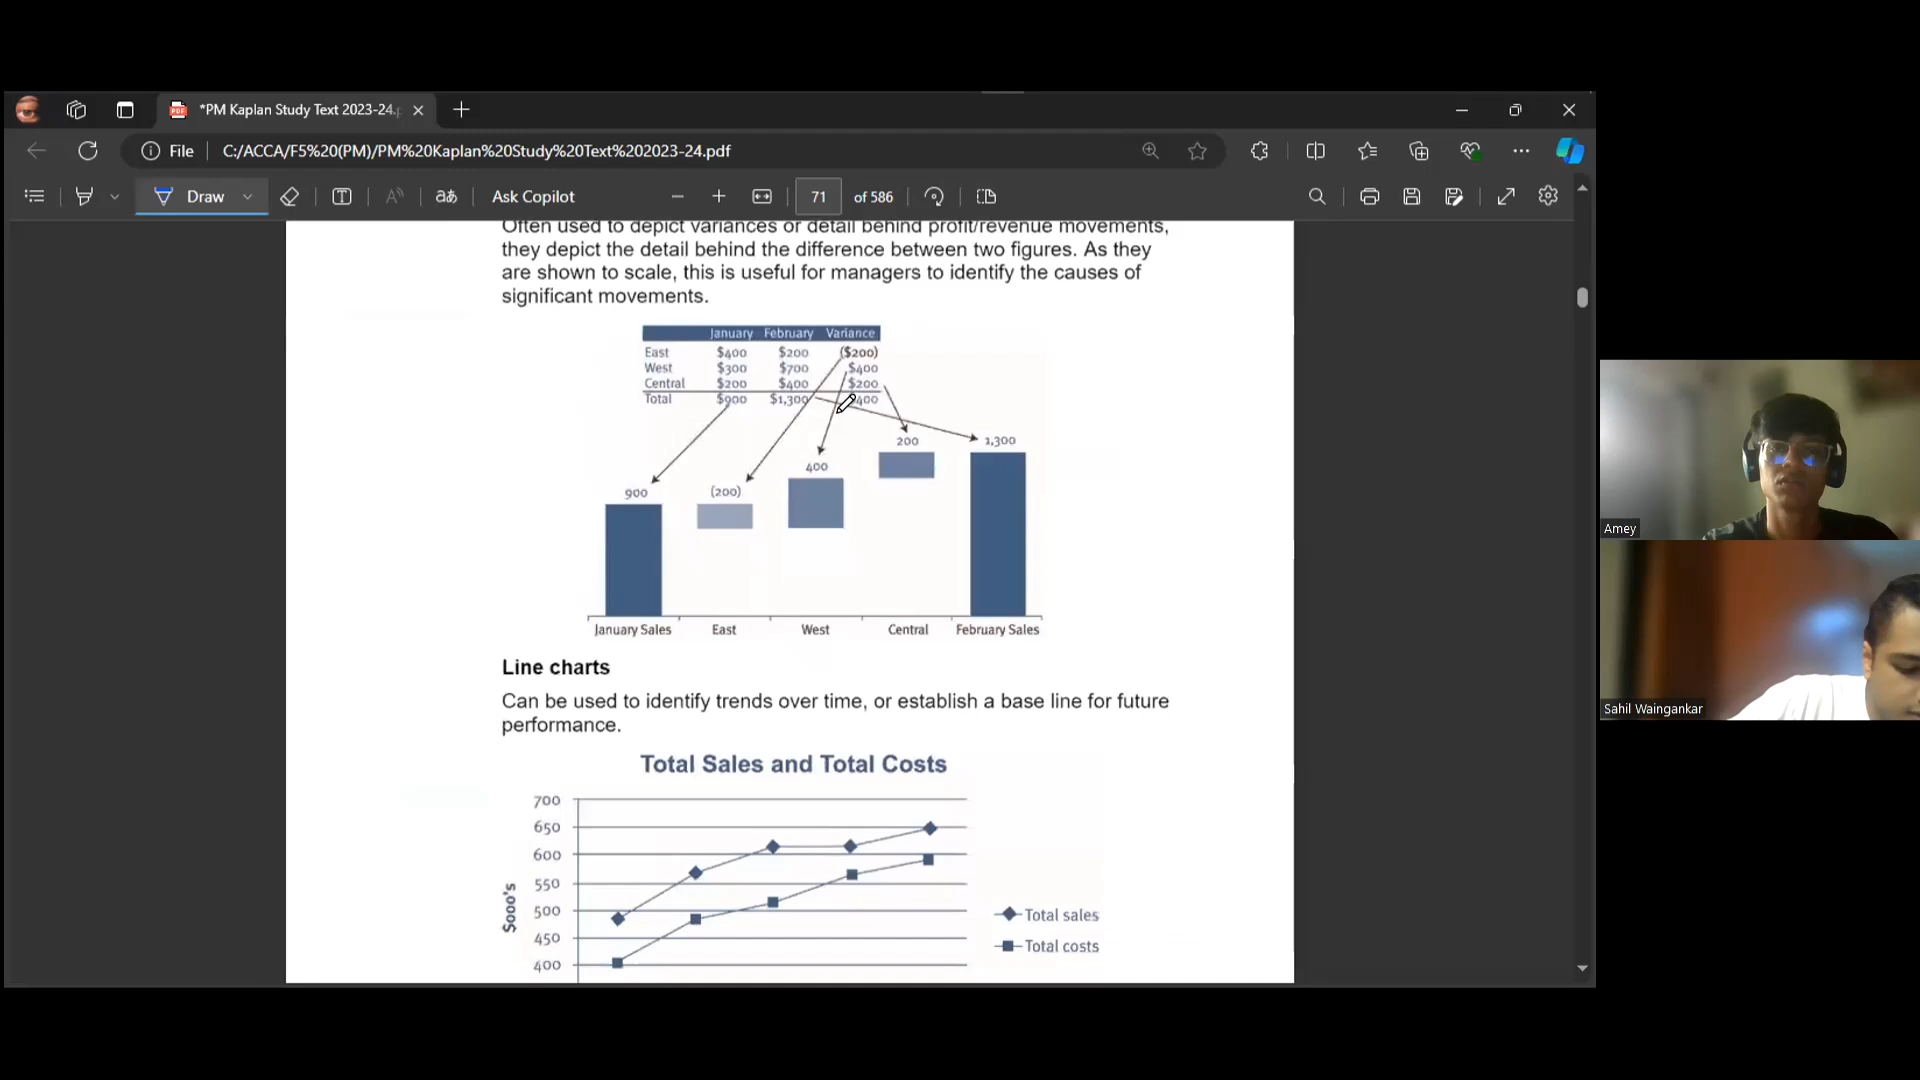 *PM Kaplan Study Text 2023-24.
File
C:/ACCA/F5%20(PM)/PM%20Kaplan%20Study%20Text%202023-24.pdf
Draw
Ask Copilot
71
of 586
Often used to depict variances or detail behind profit/revenue movements,
they depict the detail behind the difference between two figures. As they
are shown to scale, this is useful for managers to identify the causes of
significant movements.
January February Variance
East $400 $200 ($200)
West $300 $700 $400
Central $200 $400 $200
Total $900 $1,300 400
900
(200)
400
200
1,300
January Sales East West Central February Sales
Line charts
Can be used to identify trends over time, or establish a base line for future
performance.
Total Sales and Total Costs
700
650
600
550
500
450
400
$000's
Total sales
Total costs
Amey
Sahil Waingankar